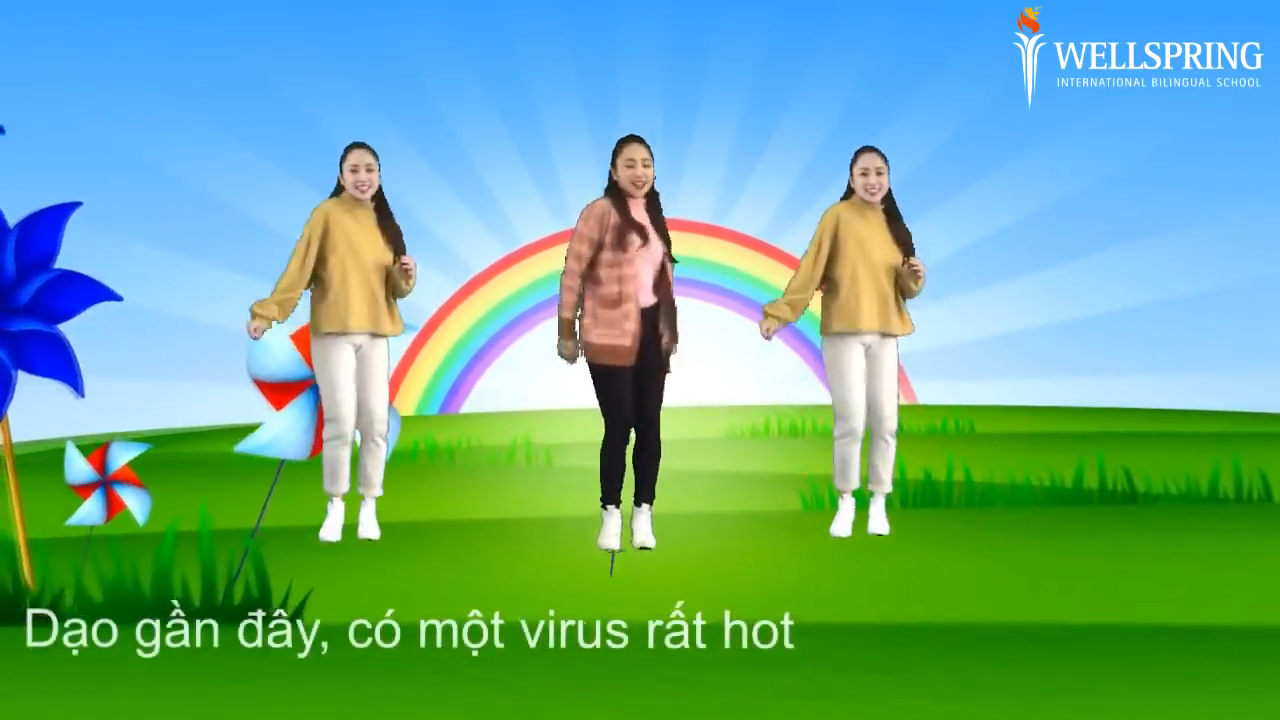 WELLSPRING
INTERNATIONAL BILINGUAL SCHOOL
Dạo gần đây, có một virus rất hot